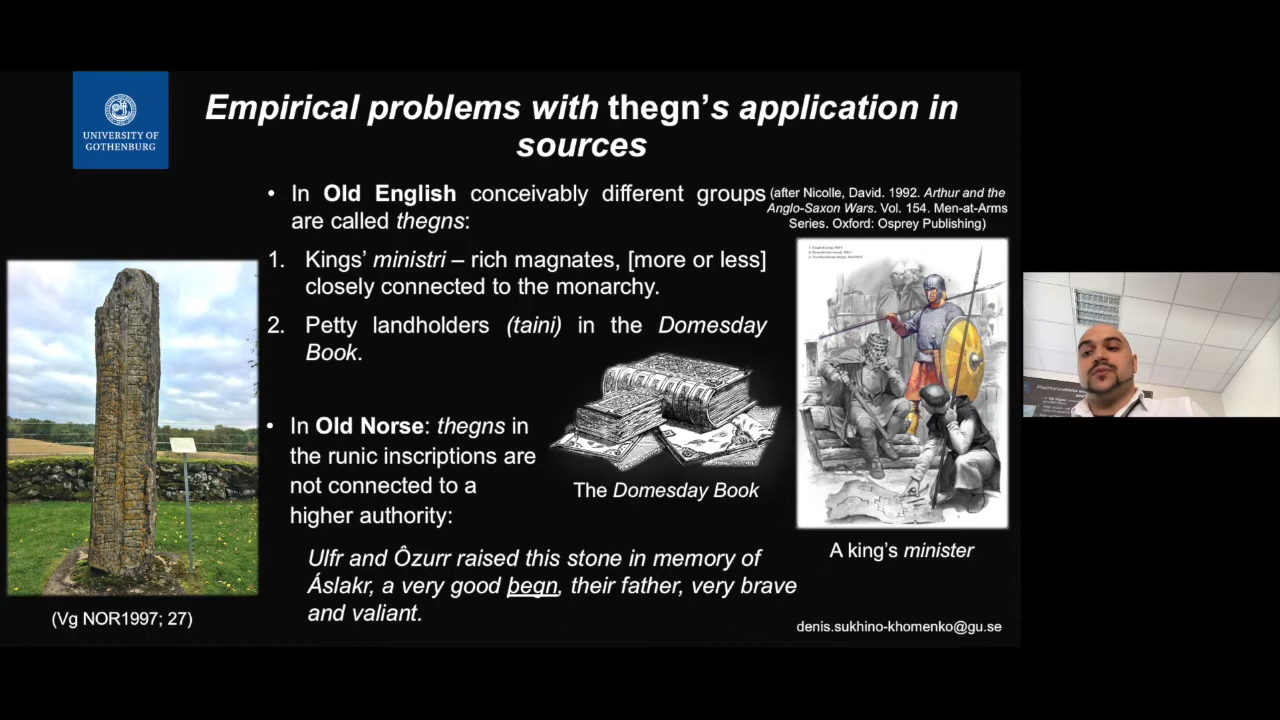 UNIVERSITY OF
GOTHENBURG
Empirical problems with thegn's application in
sources
• In Old English conceivably different groups
are called thegns:
1. Kings' ministri – rich magnates, [more or less]
closely connected to the monarchy.
2. Petty landholders (taini) in the Domesday
Book.
• In Old Norse: thegns in
the runic inscriptions are
not connected to a
higher authority:
Ulfr and Ôzurr raised this stone in memory of
Áslakr, a very good þegn, their father, very brave
and valiant.
(Vg NOR1997; 27)
The Domesday Book
(after Nicolle, David. 1992. Arthur and the
Anglo-Saxon Wars. Vol. 154. Men-at-Arms
Series. Oxford: Osprey Publishing)
A king's minister
denis.sukhino-khomenko@gu.se